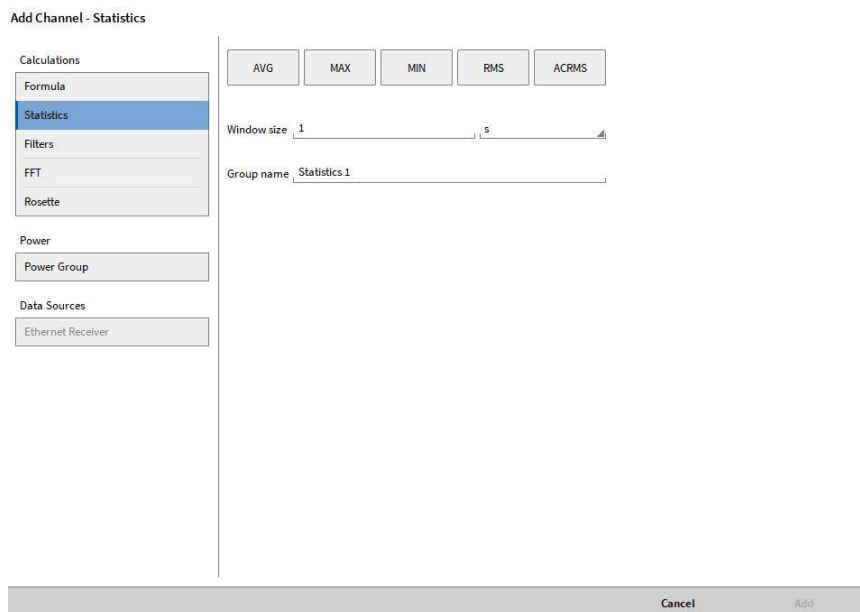 Add Channel - Statistics
Calculations
Formula
Statistics
Filters
FFT
Rosette
Power
Power Group
Data Sources
Ethernet Receiver
AVG MAX MIN RMS ACRMS
Window size 1 s
Group name Statistics 1
Cancel Add